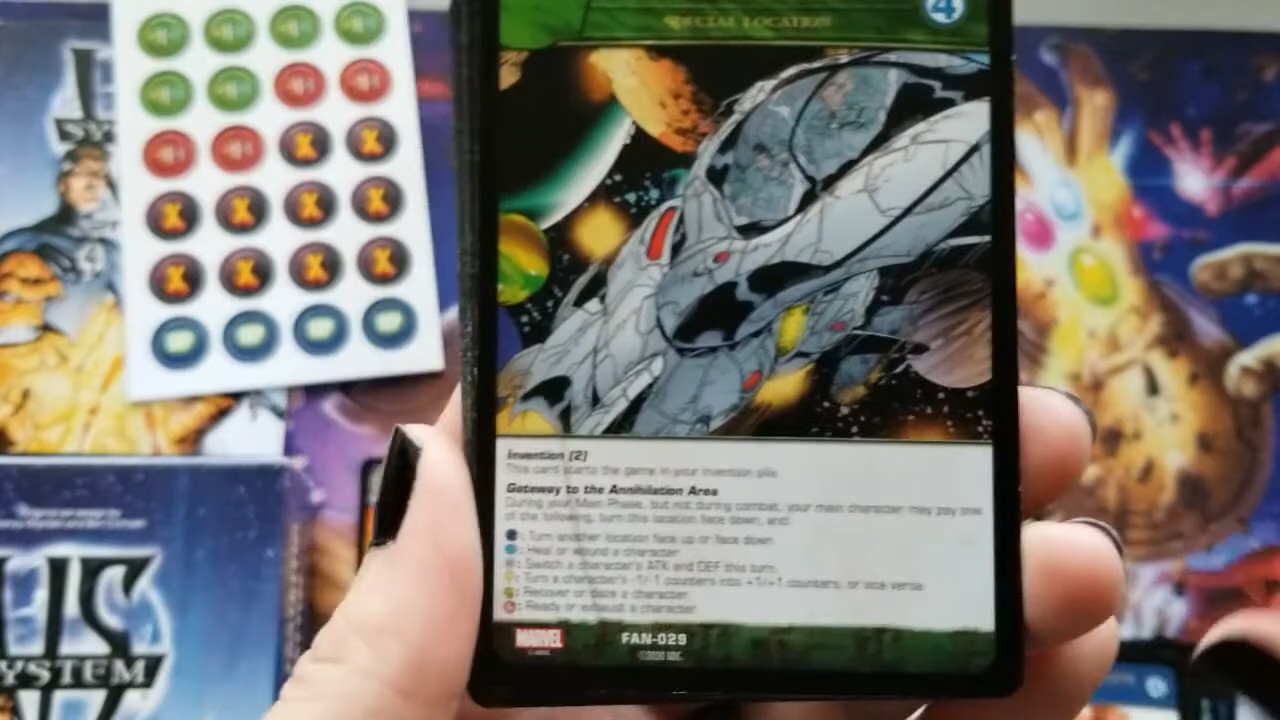 SPECIAL LOCATION
4
Invention (2)
This card starts the game in your invention pile.
Gateway to the Annihilation Area
During your Main Phase, but not during combat, your main character may pay one
of the following, turn this location face down, and:
: Turn another location face up or face down.
: Heal or wound a character.
: Switch a character's ATK and DEF this turn.
: Turn a character's -1/-1 counters into +1/+1 counters, or vice versa.
: Recover or daze a character.
: Ready or exhaust a character.
MARVEL
FAN-029
X X
X X X X
X X X X
4
VS
SYSTEM